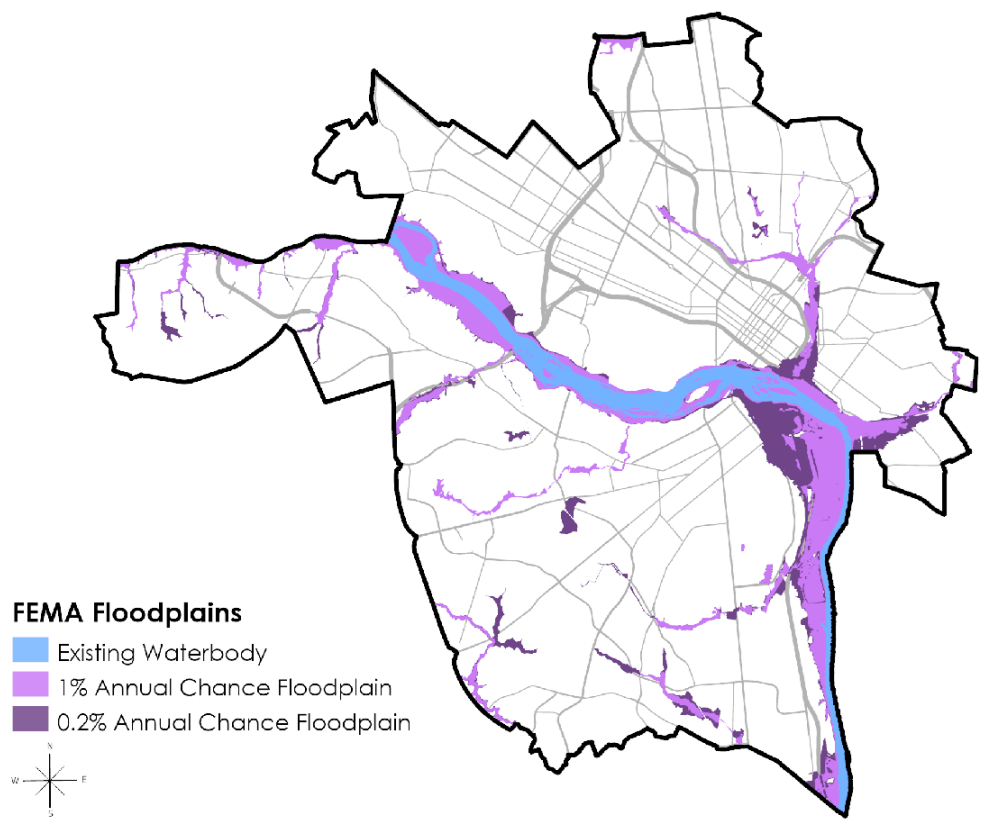 FEMA Floodplains
Existing Waterbody
1% Annual Chance Floodplain
0.2% Annual Chance Floodplain
N
W E
S